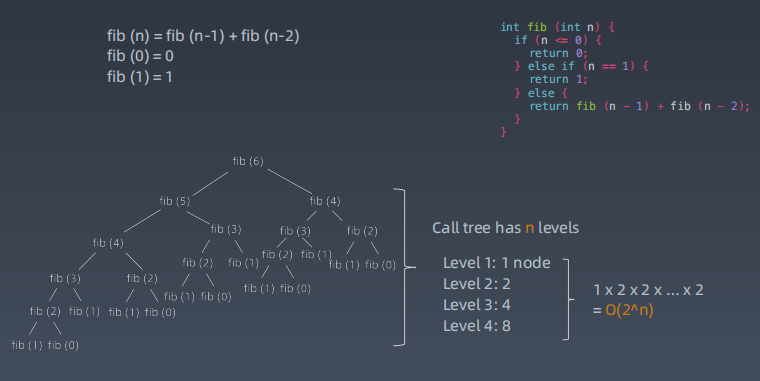 fib (n) = fib (n-1) + fib (n-2)
fib (0) = 0
fib (1) = 1
int fib (int n) {
if (n <= 0) {
return 0;
} else if (n == 1) {
return 1;
} else {
return fib (n - 1) + fib (n - 2);
}
}
fib (6)
fib (5) fib (4)
fib (4) fib (3) fib (3) fib (2)
fib (3) fib (2) fib (2) fib (1) fib (2) fib (1) fib (1) fib (0)
fib (2) fib (1) fib (1) fib (0) fib (1) fib (0) fib (1) fib (0)
fib (1) fib (0)
Call tree has n levels
Level 1: 1 node
Level 2: 2
Level 3: 4
Level 4: 8
1 x 2 x 2 x ... x 2
= O(2^n)